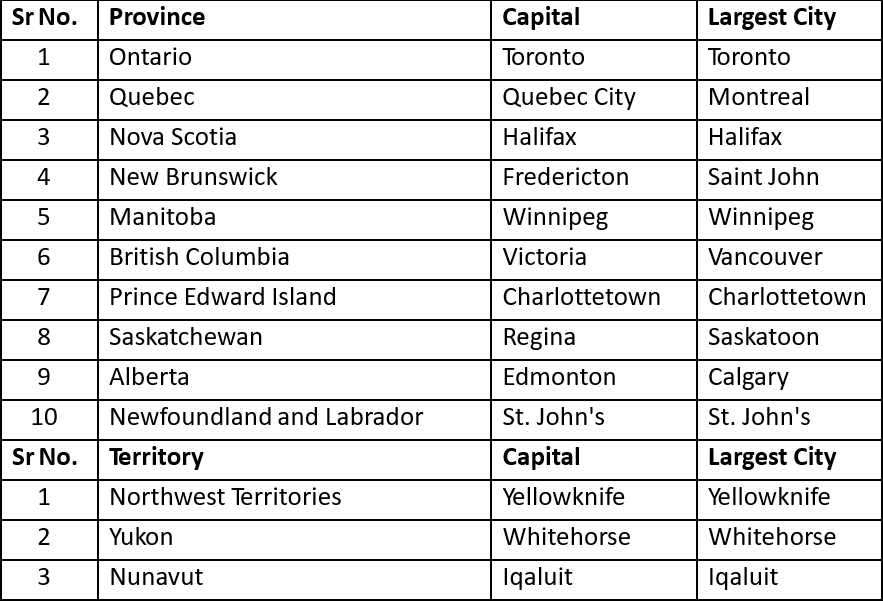 Sr No. Province Capital Largest City
1 Ontario Toronto Toronto
2 Quebec Quebec City Montreal
3 Nova Scotia Halifax Halifax
4 New Brunswick Fredericton Saint John
5 Manitoba Winnipeg Winnipeg
6 British Columbia Victoria Vancouver
7 Prince Edward Island Charlottetown Charlottetown
8 Saskatchewan Regina Saskatoon
9 Alberta Edmonton Calgary
10 Newfoundland and Labrador St. John's St. John's
Sr No. Territory Capital Largest City
1 Northwest Territories Yellowknife Yellowknife
2 Yukon Whitehorse Whitehorse
3 Nunavut Iqaluit Iqaluit